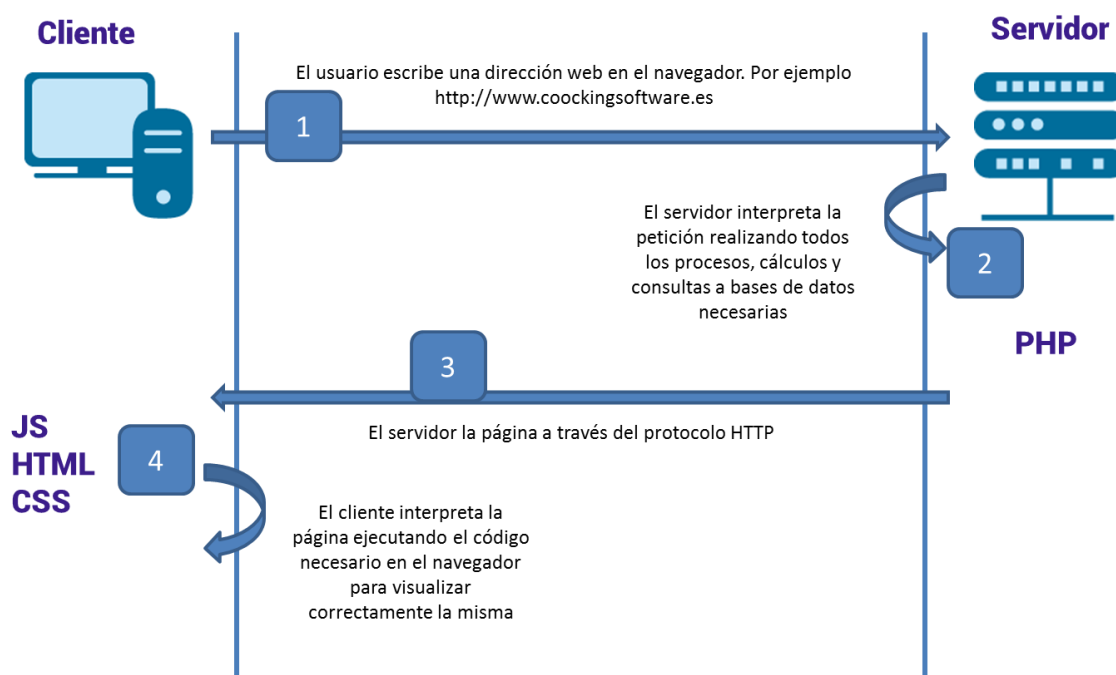 Cliente
Servidor
El usuario escribe una dirección web en el navegador. Por ejemplo
http://www.coockingsoftware.es
1
El servidor interpreta la
petición realizando todos
los procesos, cálculos y
consultas a bases de datos
necesarias
2
PHP
3
El servidor la página a través del protocolo HTTP
JS
HTML
CSS
4
El cliente interpreta la
página ejecutando el código
necesario en el navegador
para visualizar
correctamente la misma